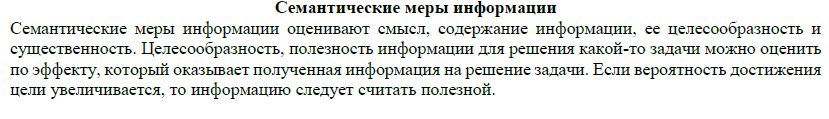 Семантические меры информации
Семантические меры информации оценивают смысл, содержание информации, ее целесообразность и
существенность. Целесообразность, полезность информации для решения какой-то задачи можно оценить
по эффекту, который оказывает полученная информация на решение задачи. Если вероятность достижения
цели увеличивается, то информацию следует считать полезной.